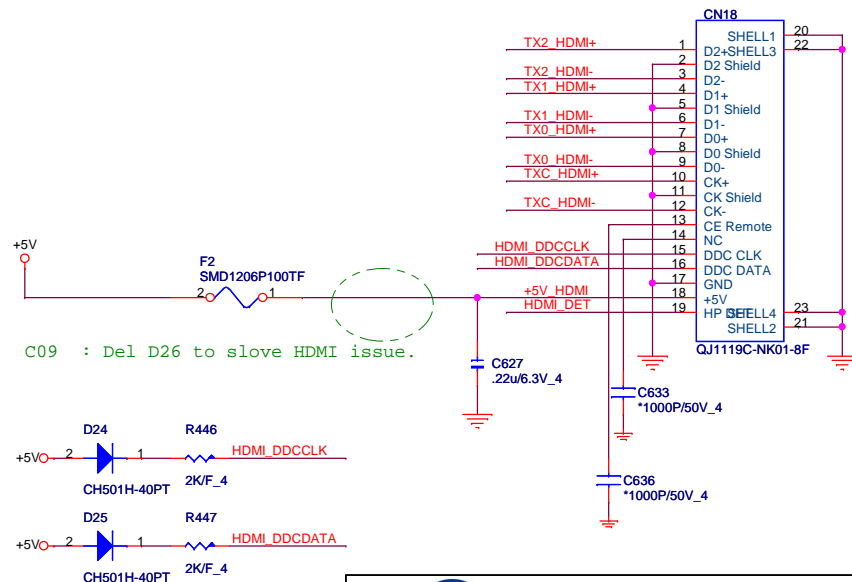 CN18
TX2_HDMI+ 1 D2+ SHELL1 20
SHELL3 22
2 D2 Shield
TX2_HDMI- 3 D2-
TX1_HDMI+ 4 D1+
5 D1 Shield
TX1_HDMI- 6 D1-
TX0_HDMI+ 7 D0+
8 D0 Shield
TX0_HDMI- 9 D0-
TXC_HDMI+ 10 CK+
11 CK Shield
TXC_HDMI- 12 CK-
13 CE Remote
14 NC
HDMI_DDCCLK 15 DDC CLK
HDMI_DDCDATA 16 DDC DATA
17 GND
+5V_HDMI 18 +5V
HDMI_DET 19 HP DET SHELL4 23
SHELL2 21
QJ1119C-NK01-8F
+5V
F2
SMD1206P100TF
2 1
C09 : Del D26 to slove HDMI issue.
C627
.22u/6.3V_4
C633
*1000P/50V_4
C636
*1000P/50V_4
D24 R446
+5V 2 1 HDMI_DDCCLK
CH501H-40PT 2K/F_4
D25 R447
+5V 2 1 HDMI_DDCDATA
CH501H-40PT 2K/F_4